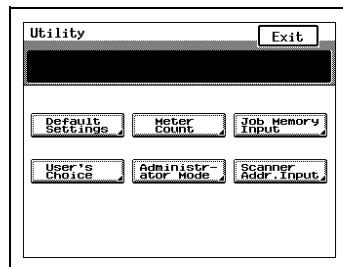 Utility
Exit
Default
Settings
Meter
Count
Job Memory
Input
User's
Choice
Administr-
ator Mode
Scanner
Addr.Input